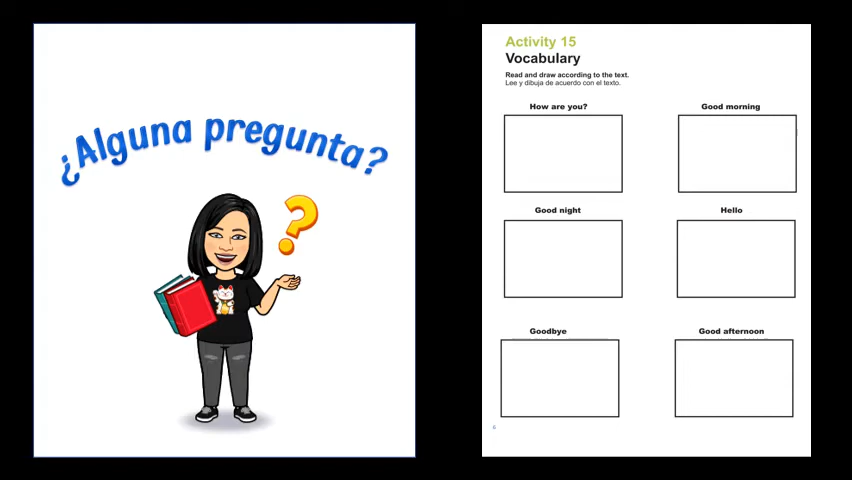 ¿Alguna pregunta?
Activity 15
Vocabulary
Read and draw according to the text.
Lee y dibuja de acuerdo con el texto.
How are you?
Good morning
Good night
Hello
Goodbye
Good afternoon